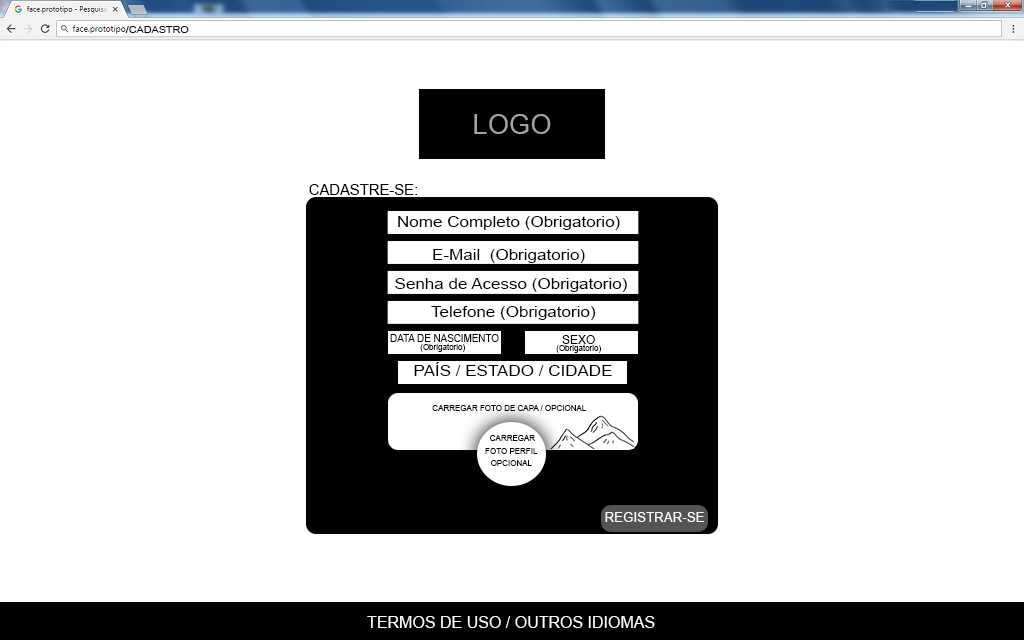 face.prototipo - Pesquis
face.prototipo/CADASTRO
LOGO
CADASTRE-SE:
Nome Completo (Obrigatorio)
E-Mail (Obrigatorio)
Senha de Acesso (Obrigatorio)
Telefone (Obrigatorio)
DATA DE NASCIMENTO
(Obrigatorio)
SEXO
(Obrigatorio)
PAÍS / ESTADO / CIDADE
CARREGAR FOTO DE CAPA / OPCIONAL
CARREGAR
FOTO PERFIL
OPCIONAL
REGISTRAR-SE
TERMOS DE USO / OUTROS IDIOMAS